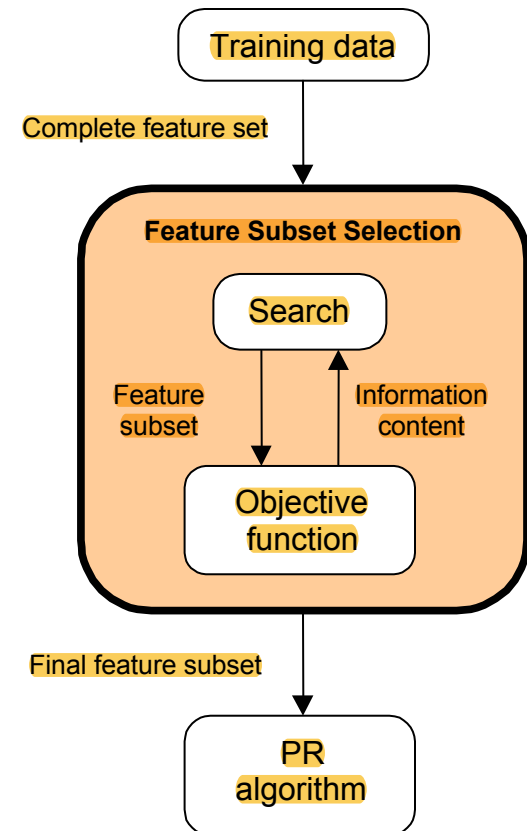 Training data
Complete feature set
Feature Subset Selection
Search
Feature
subset
Information
content
Objective
function
Final feature subset
PR
algorithm